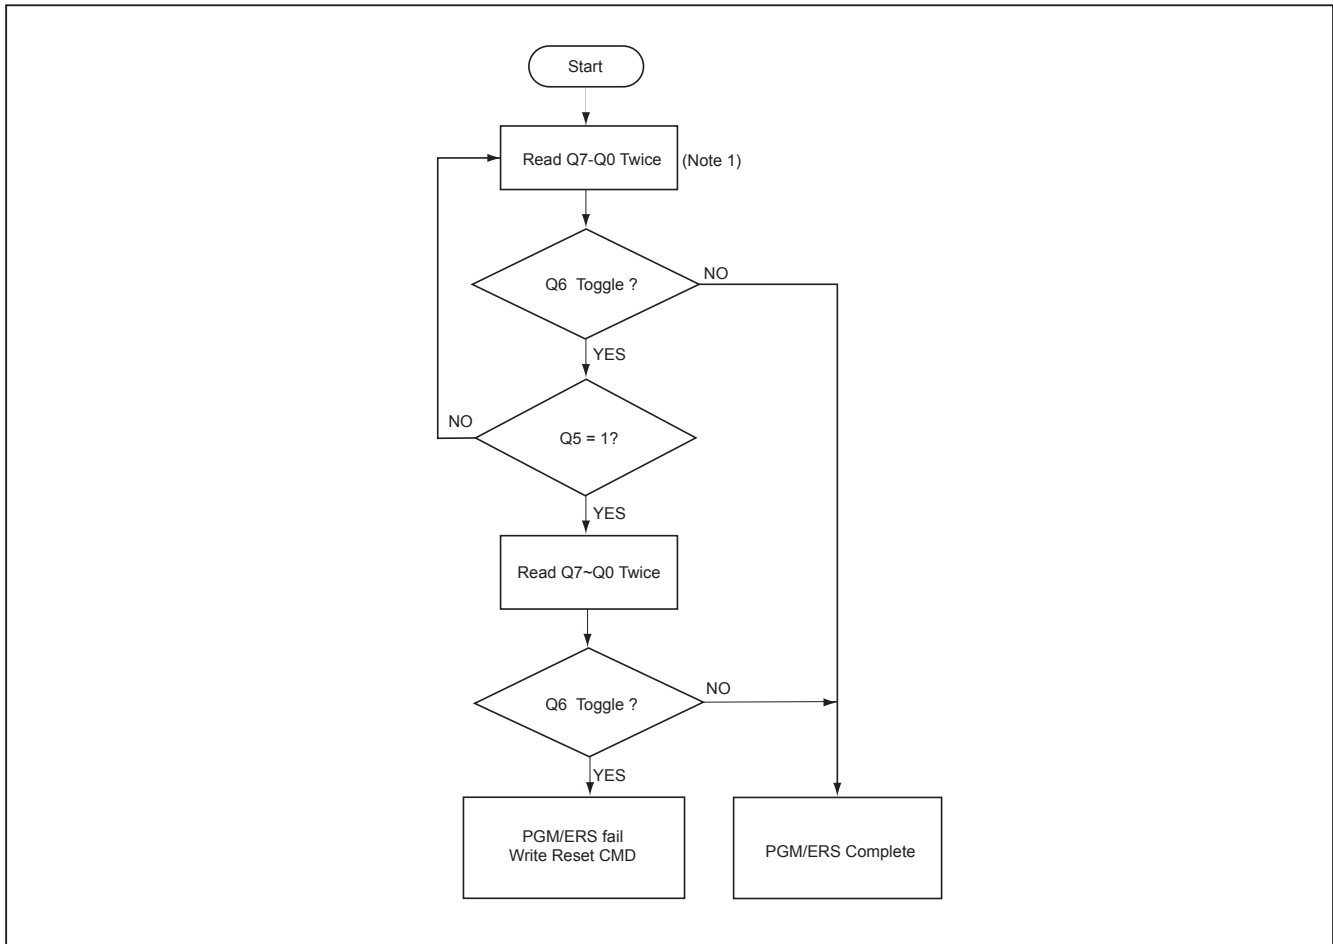 Start
Read Q7-Q0 Twice
(Note 1)
Q6 Toggle ?
NO
YES
NO
Q5 = 1?
YES
Read Q7~Q0 Twice
Q6 Toggle ?
NO
YES
PGM/ERS fail
Write Reset CMD
PGM/ERS Complete